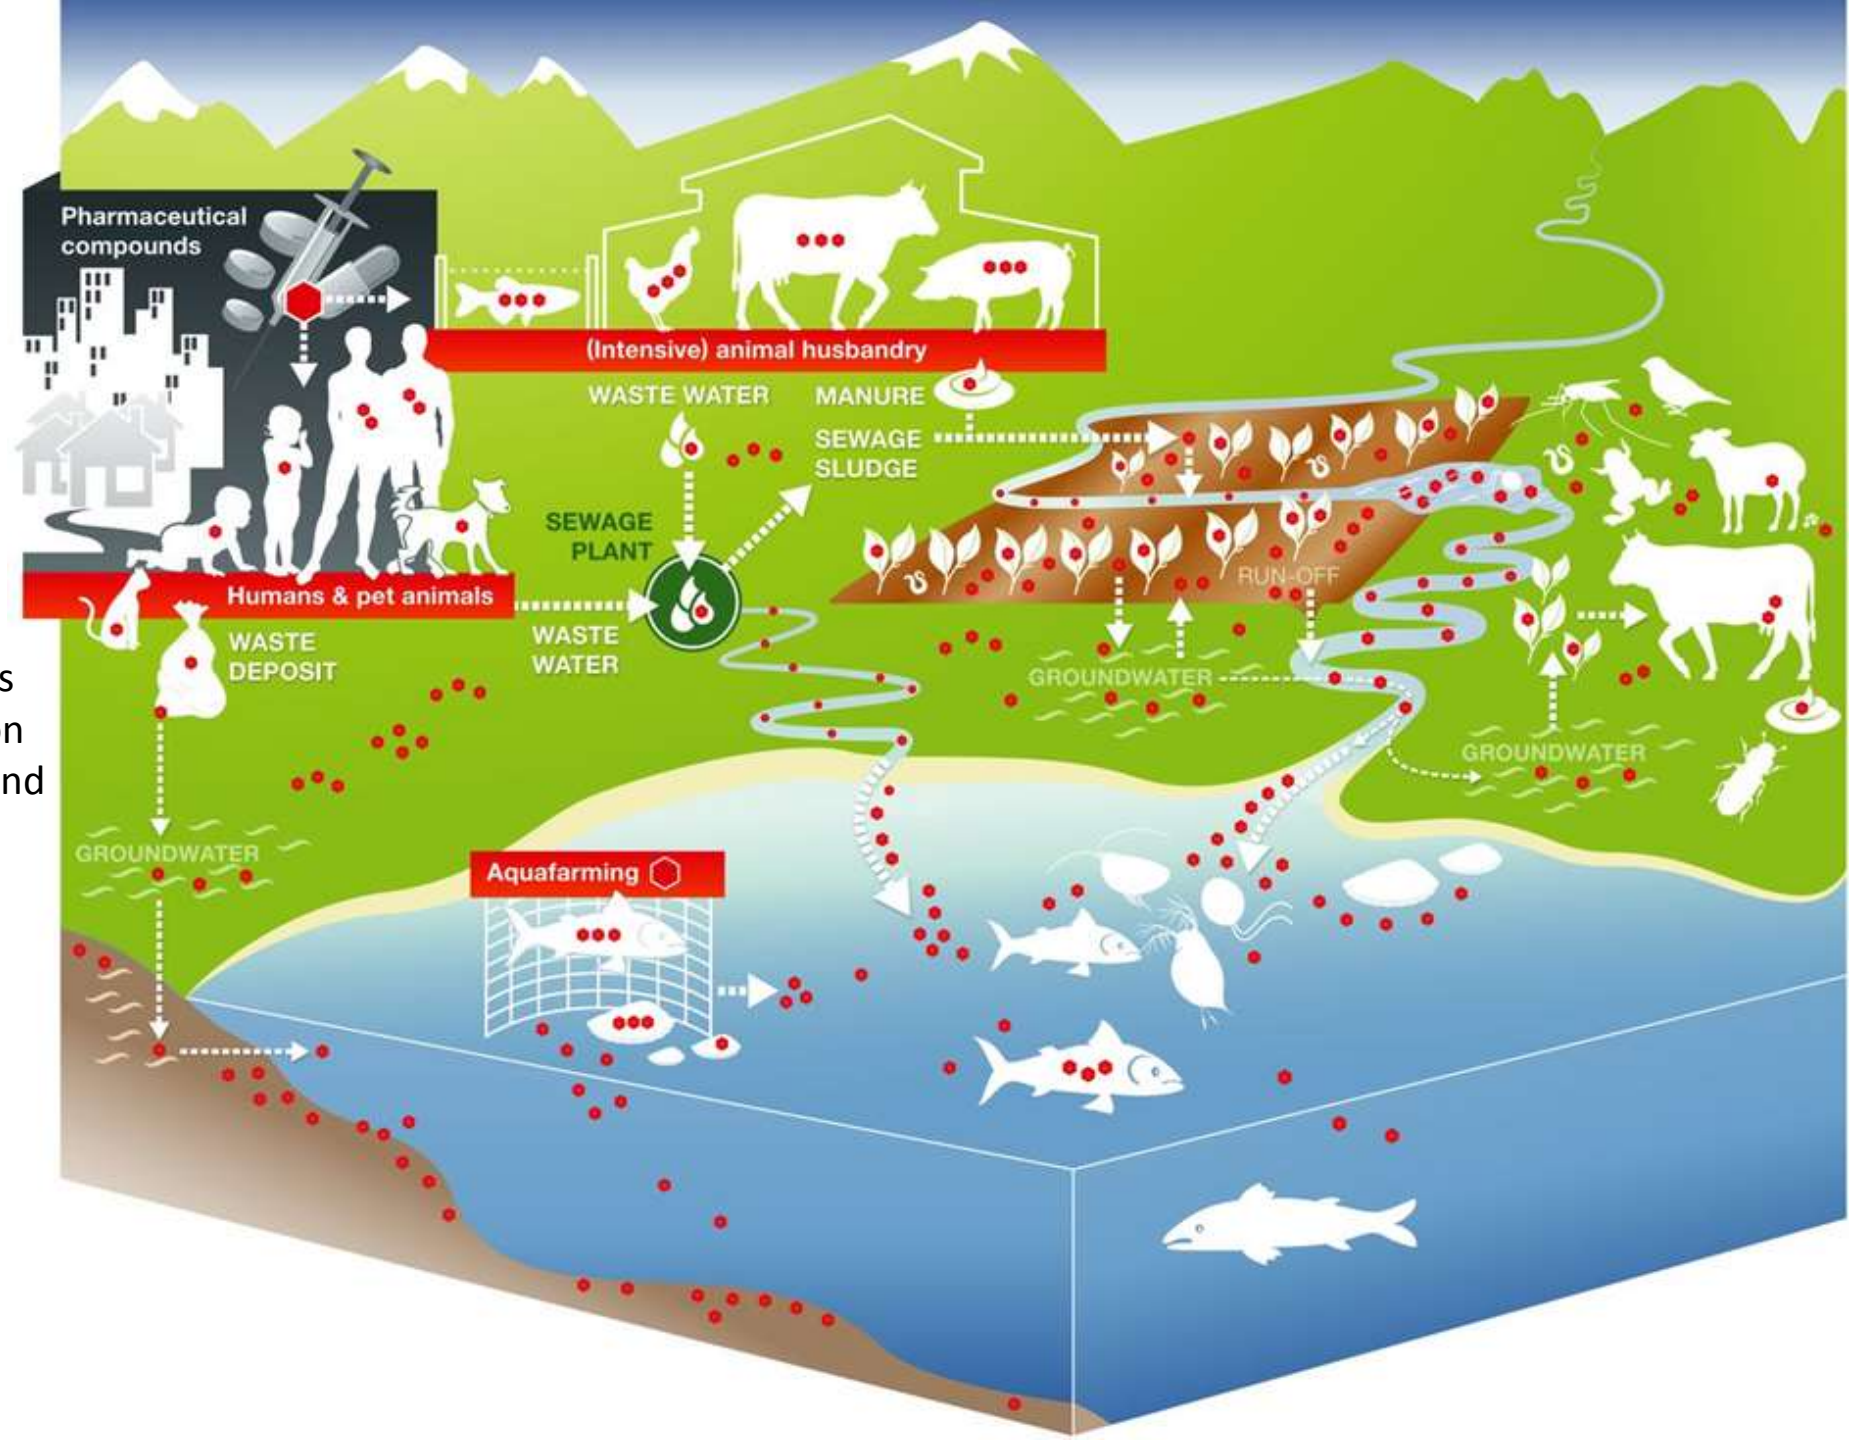 Pharmaceutical
compounds
(Intensive) animal husbandry
WASTE WATER
MANURE
SEWAGE
SLUDGE
SEWAGE
PLANT
RUN-OFF
Humans & pet animals
WASTE
DEPOSIT
WASTE
WATER
GROUNDWATER
GROUNDWATER
GROUNDWATER
Aquafarming
s
on
nd